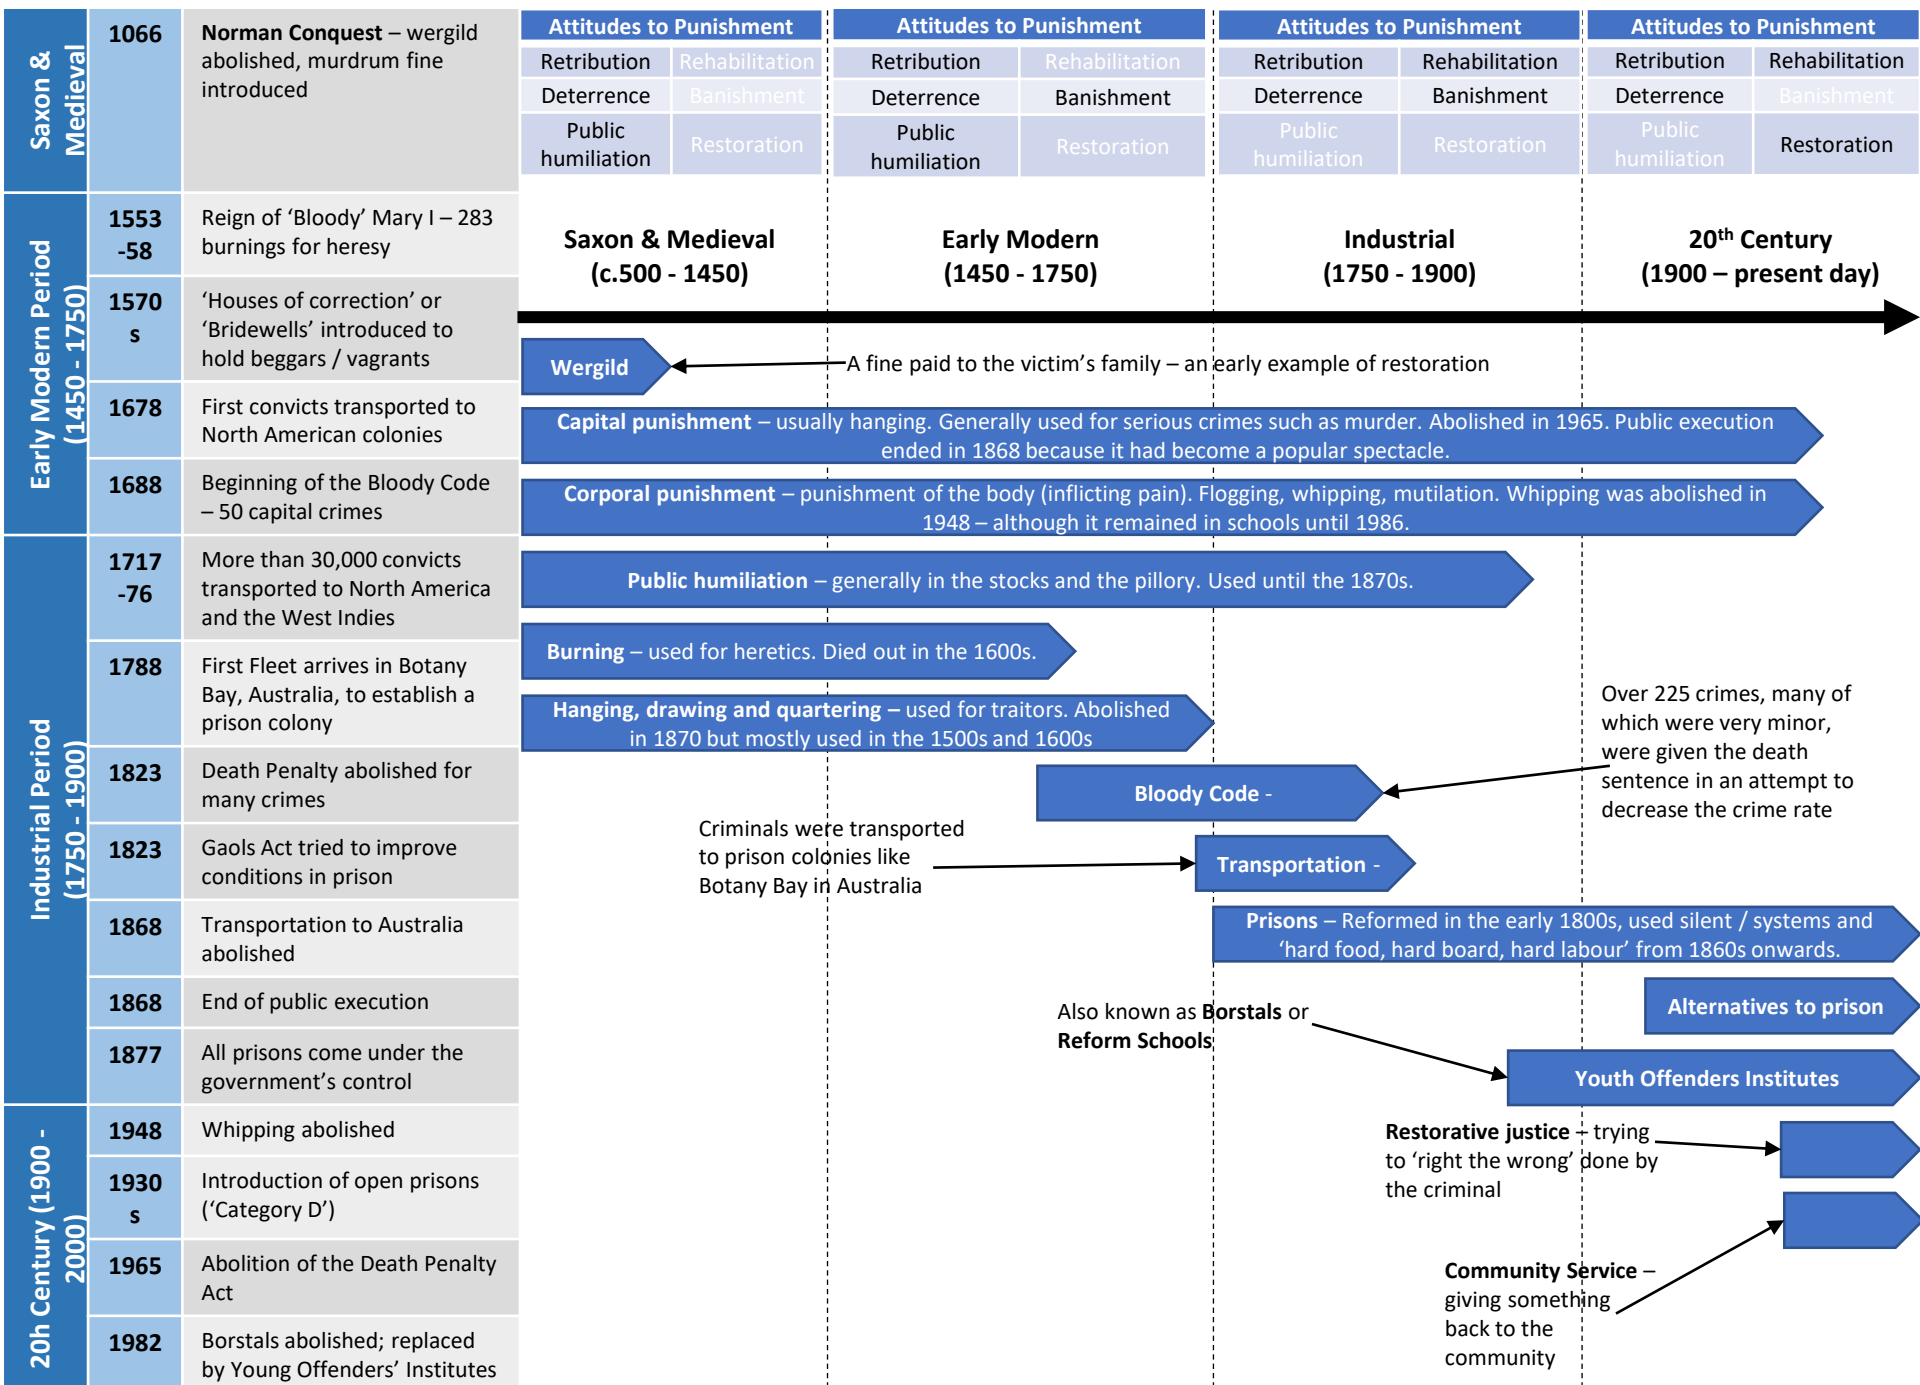 Saxon &
Medieval
1066
Norman Conquest – wergild
abolished, murdrum fine
introduced
Early Modern Period
(1450 - 1750)
1553
-58
Reign of ‘Bloody’ Mary I – 283
burnings for heresy
1570
s
‘Houses of correction’ or
‘Bridewells’ introduced to
hold beggars / vagrants
1678
First convicts transported to
North American colonies
1688
Beginning of the Bloody Code
– 50 capital crimes
Industrial Period
(1750 - 1900)
1717
-76
More than 30,000 convicts
transported to North America
and the West Indies
1788
First Fleet arrives in Botany
Bay, Australia, to establish a
prison colony
1823
Death Penalty abolished for
many crimes
1823
Gaols Act tried to improve
conditions in prison
1868
Transportation to Australia
abolished
1868
End of public execution
1877
All prisons come under the
government’s control
20h Century (1900 -
2000)
1948
Whipping abolished
1930
s
Introduction of open prisons
(‘Category D’)
1965
Abolition of the Death Penalty
Act
1982
Borstals abolished; replaced
by Young Offenders’ Institutes
Attitudes to Punishment
Retribution
Rehabilitation
Deterrence
Banishment
Public
humiliation
Restoration
Attitudes to Punishment
Retribution
Rehabilitation
Deterrence
Banishment
Public
humiliation
Restoration
Attitudes to Punishment
Retribution
Rehabilitation
Deterrence
Banishment
Public
humiliation
Restoration
Attitudes to Punishment
Retribution
Rehabilitation
Deterrence
Banishment
Public
humiliation
Restoration
Saxon & Medieval
(c.500 - 1450)
Early Modern
(1450 - 1750)
Industrial
(1750 - 1900)
20th Century
(1900 – present day)
Wergild
A fine paid to the victim’s family – an early example of restoration
Capital punishment – usually hanging. Generally used for serious crimes such as murder. Abolished in 1965. Public execution
ended in 1868 because it had become a popular spectacle.
Corporal punishment – punishment of the body (inflicting pain). Flogging, whipping, mutilation. Whipping was abolished in
1948 – although it remained in schools until 1986.
Public humiliation – generally in the stocks and the pillory. Used until the 1870s.
Burning – used for heretics. Died out in the 1600s.
Hanging, drawing and quartering – used for traitors. Abolished
in 1870 but mostly used in the 1500s and 1600s
Over 225 crimes, many of
which were very minor,
were given the death
sentence in an attempt to
decrease the crime rate
Bloody Code -
Criminals were transported
to prison colonies like
Botany Bay in Australia
Transportation -
Prisons – Reformed in the early 1800s, used silent / systems and
‘hard food, hard board, hard labour’ from 1860s onwards.
Alternatives to prison
Also known as Borstals or
Reform Schools
Youth Offenders Institutes
Restorative justice – trying
to ‘right the wrong’ done by
the criminal
Community Service –
giving something
back to the
community